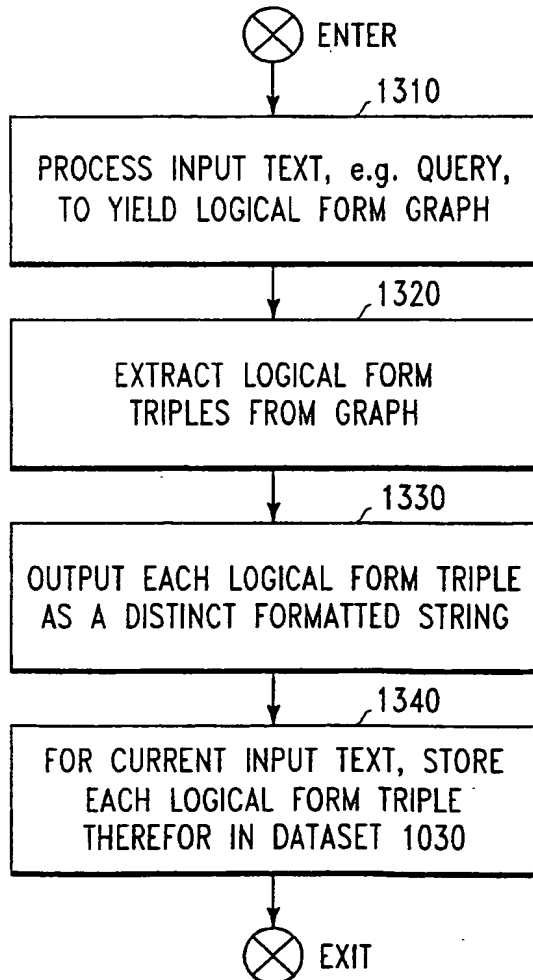 ENTER
1310
PROCESS INPUT TEXT, e.g. QUERY,
TO YIELD LOGICAL FORM GRAPH
1320
EXTRACT LOGICAL FORM
TRIPLES FROM GRAPH
1330
OUTPUT EACH LOGICAL FORM TRIPLE
AS A DISTINCT FORMATTED STRING
1340
FOR CURRENT INPUT TEXT, STORE
EACH LOGICAL FORM TRIPLE
THEREFOR IN DATASET 1030
EXIT